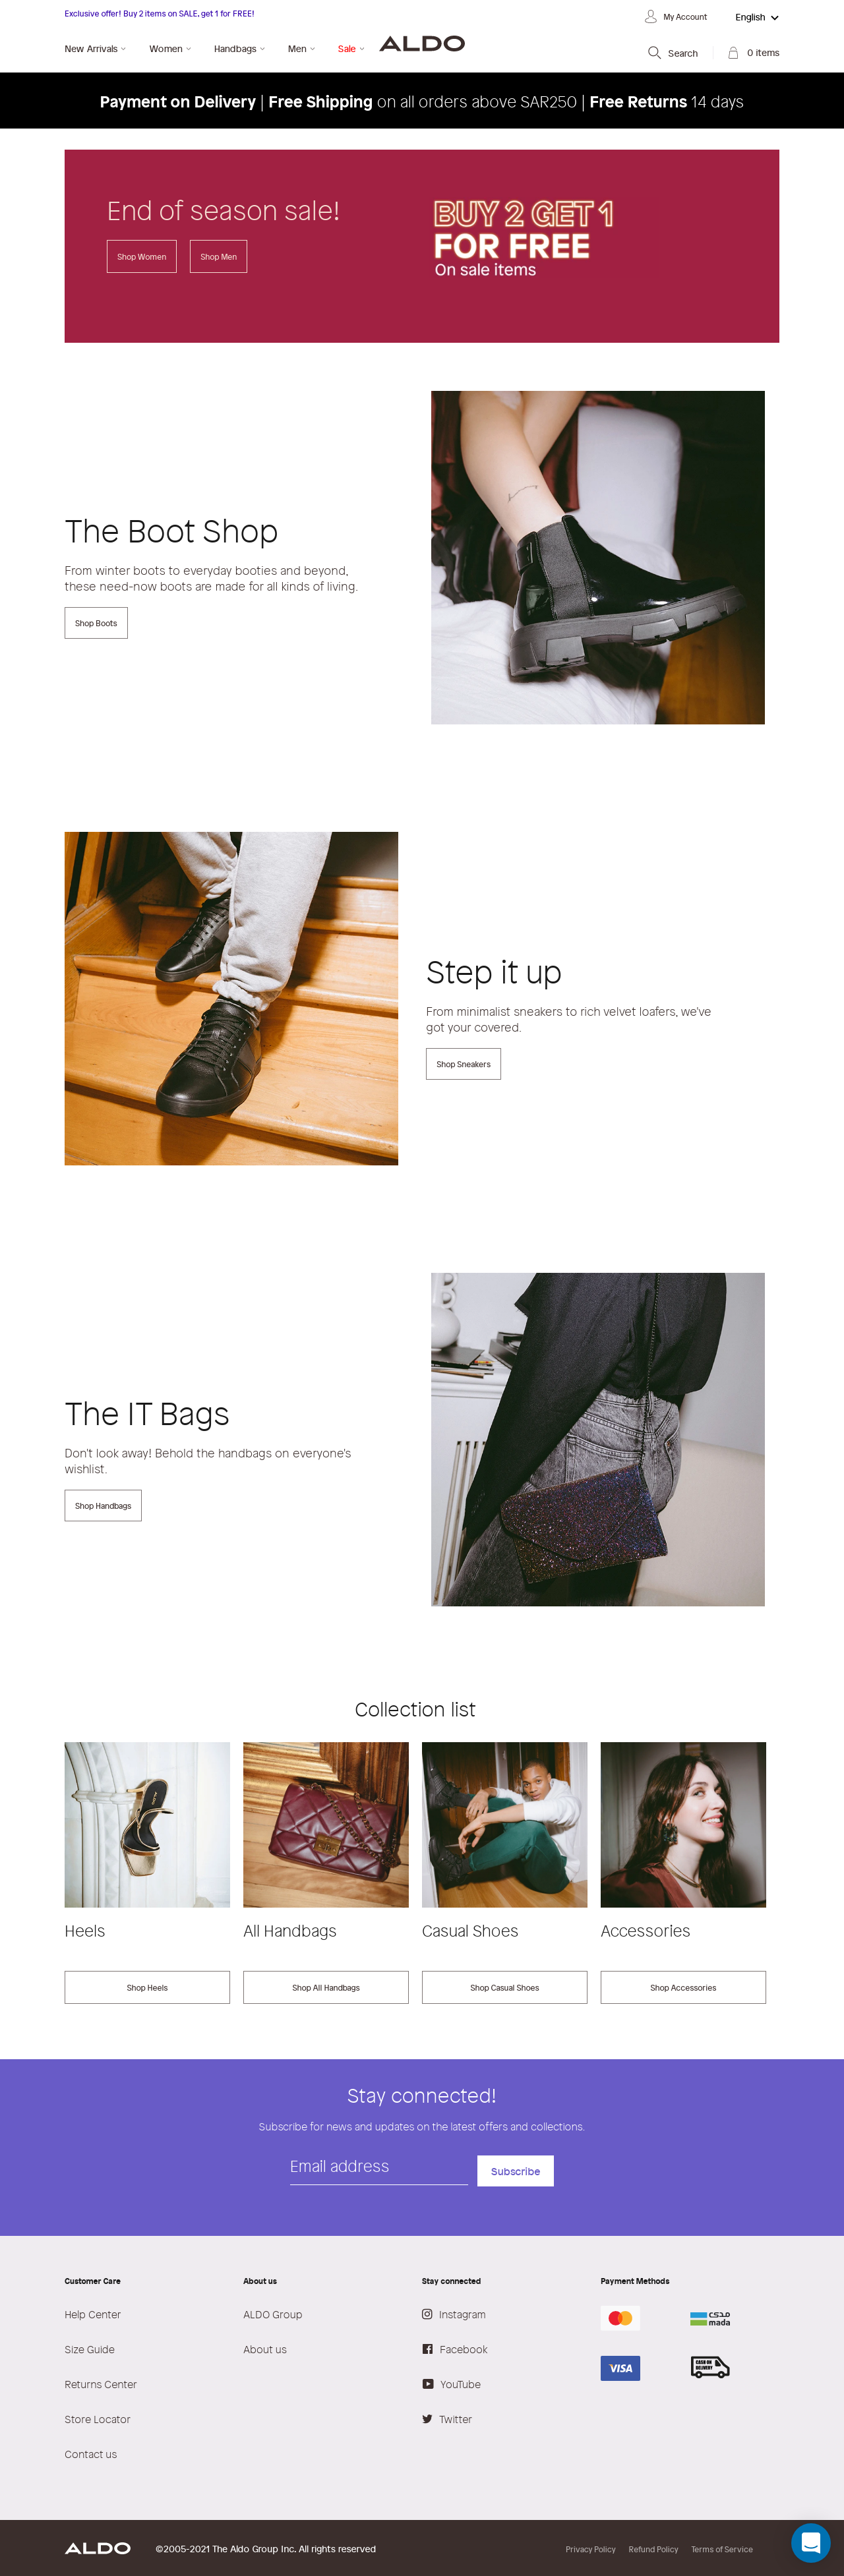 Exclusive offer! Buy 2 items on SALE, get 1 for FREE!
My Account
English
New Arrivals
Women
Handbags
Men
Sale
ALDO
Search
0 items
Payment on Delivery | Free Shipping on all orders above SAR250 | Free Returns 14 days
End of season sale!
Shop Women
Shop Men
BUY 2 GET 1
FOR FREE
On sale items
The Boot Shop
From winter boots to everyday booties and beyond,
these need-now boots are made for all kinds of living.
Shop Boots
Step it up
From minimalist sneakers to rich velvet loafers, we've
got your covered.
Shop Sneakers
The IT Bags
Don't look away! Behold the handbags on everyone's
wishlist.
Shop Handbags
Collection list
Heels
All Handbags
Casual Shoes
Accessories
Shop Heels
Shop All Handbags
Shop Casual Shoes
Shop Accessories
Stay connected!
Subscribe for news and updates on the latest offers and collections.
Email address
Subscribe
Customer Care
Help Center
Size Guide
Returns Center
Store Locator
Contact us
About us
ALDO Group
About us
Stay connected
Instagram
Facebook
YouTube
Twitter
Payment Methods
مدى
mada
VISA
CASH ON
DELIVERY
ALDO
©2005-2021 The Aldo Group Inc. All rights reserved
Privacy Policy
Refund Policy
Terms of Service